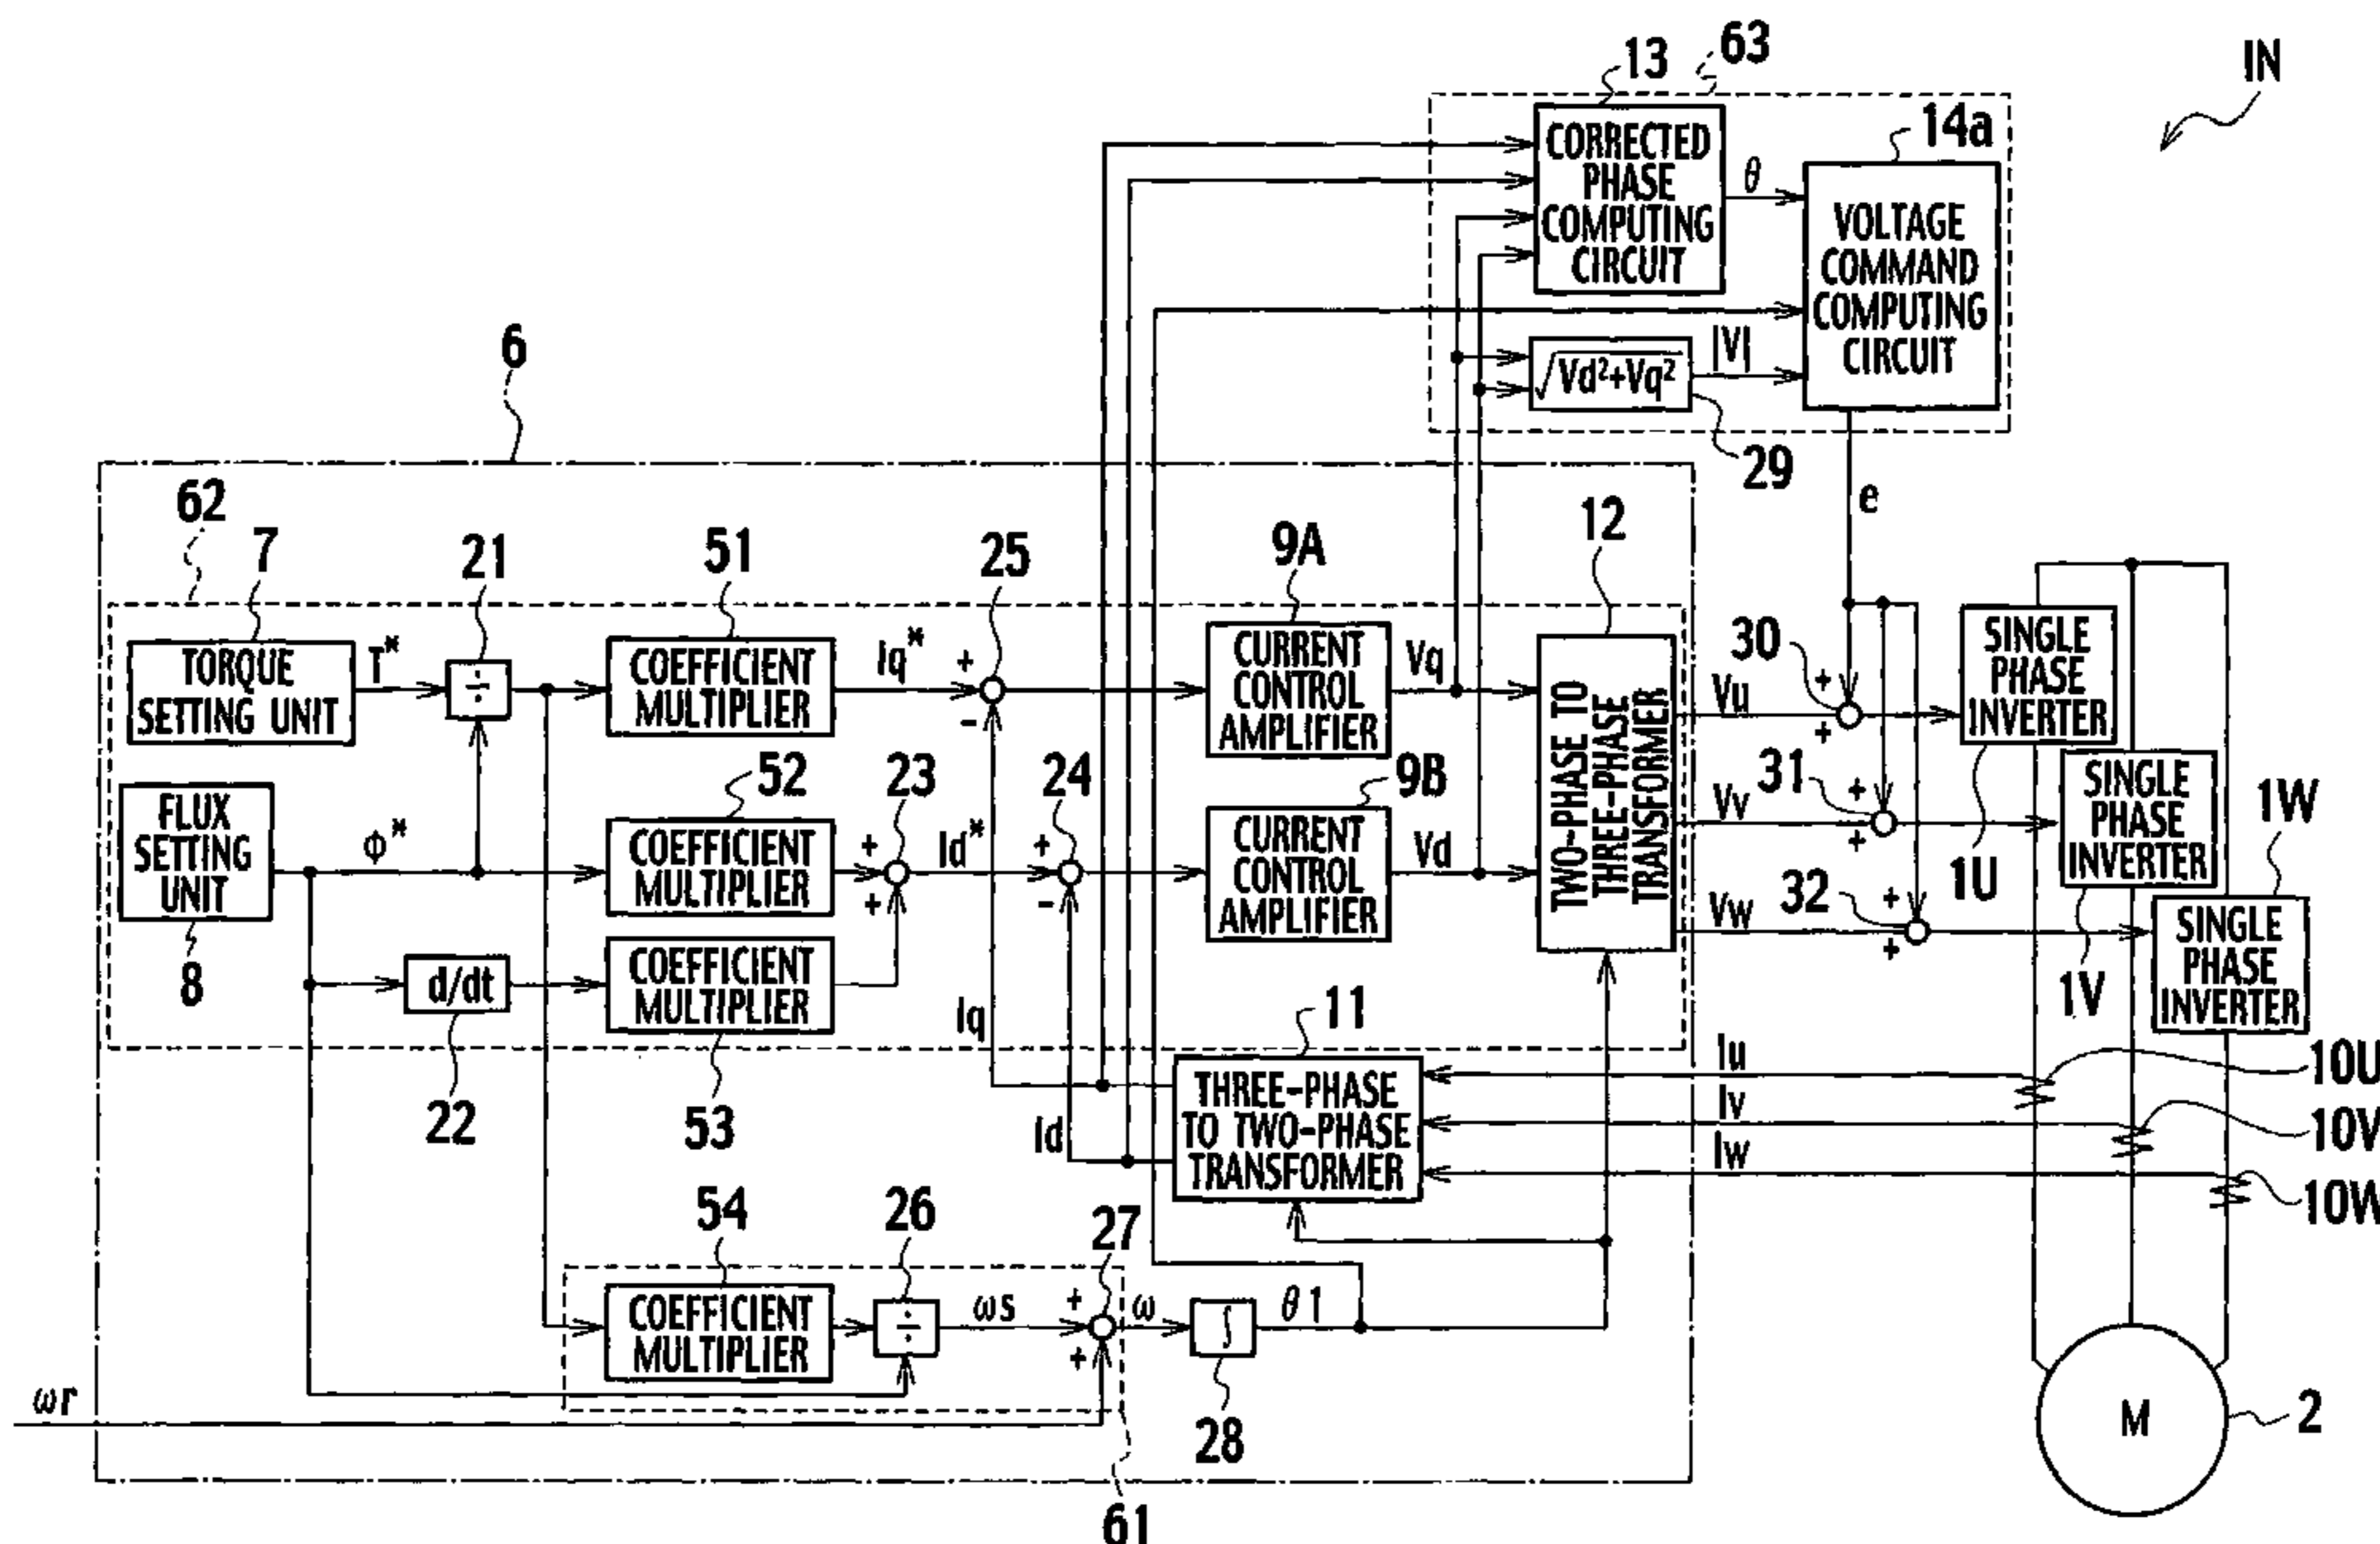 IN
13
63
14a
CORRECTED
PHASE
COMPUTING
CIRCUIT
θ
VOLTAGE
COMMAND
COMPUTING
CIRCUIT
|V|
√Vd²+Vq²
29
e
6
62
7
21
51
25
9A
12
TORQUE
SETTING UNIT
T*
÷
COEFFICIENT
MULTIPLIER
Iq*
+
-
CURRENT
CONTROL
AMPLIFIER
Vq
TWO-PHASE TO
THREE-PHASE
TRANSFORMER
Vu
30
+
+
SINGLE
PHASE
INVERTER
1U
FLUX
SETTING
UNIT
8
φ*
52
COEFFICIENT
MULTIPLIER
23
+
+
Id*
24
+
-
9B
CURRENT
CONTROL
AMPLIFIER
Vd
Vv
31
+
+
SINGLE
PHASE
INVERTER
1V
1W
Vw
32
+
+
SINGLE
PHASE
INVERTER
d/dt
22
COEFFICIENT
MULTIPLIER
53
Iq
Id
11
THREE-PHASE
TO TWO-PHASE
TRANSFORMER
Iu
Iv
Iw
10U
10V
10W
54
COEFFICIENT
MULTIPLIER
26
÷
ωs
27
+
+
ω
∫
28
θ1
ωr
61
M
2